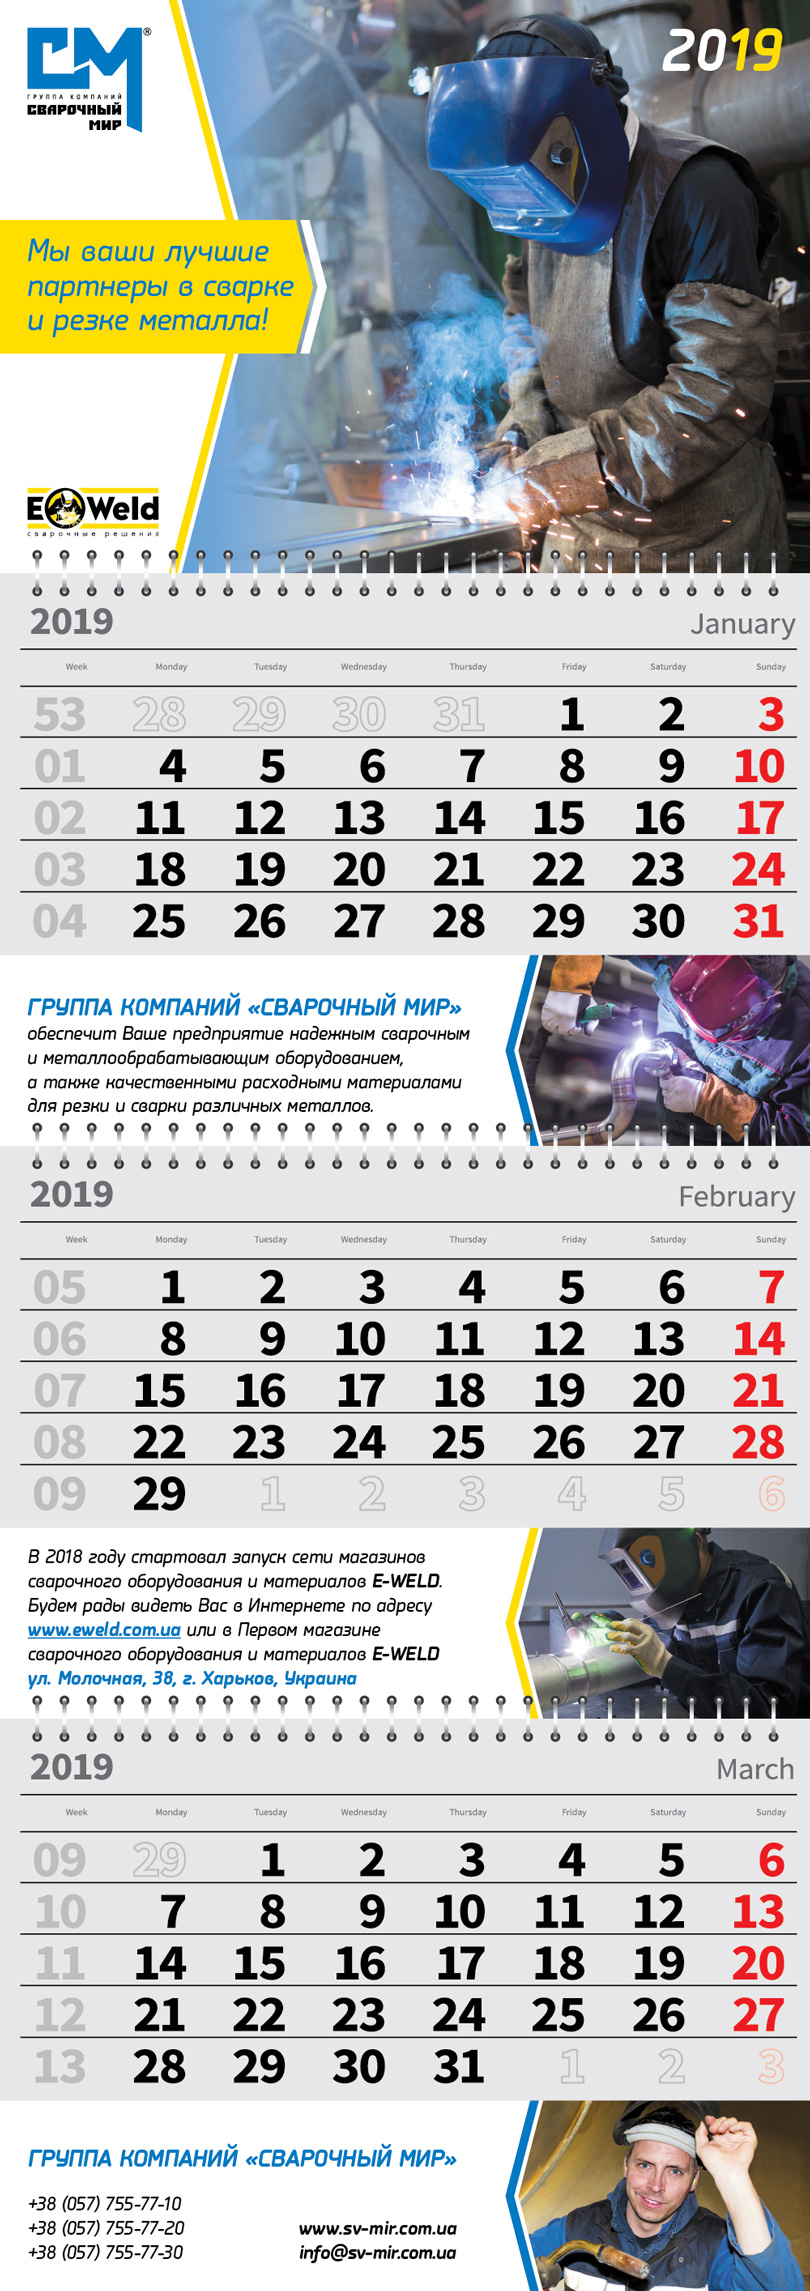 СМ®
ГРУППА КОМПАНИЙ
СВАРОЧНЫЙ
МИР
2019
Мы ваши лучшие
партнеры в сварке
и резке металла!
E Weld
сварочные решения
2019 January
Week Monday Tuesday Wednesday Thursday Friday Saturday Sunday
53 28 29 30 31 1 2 3
01 4 5 6 7 8 9 10
02 11 12 13 14 15 16 17
03 18 19 20 21 22 23 24
04 25 26 27 28 29 30 31
ГРУППА КОМПАНИЙ «СВАРОЧНЫЙ МИР»
обеспечит Ваше предприятие надежным сварочным
и металлообрабатывающим оборудованием,
а также качественными расходными материалами
для резки и сварки различных металлов.
2019 February
Week Monday Tuesday Wednesday Thursday Friday Saturday Sunday
05 1 2 3 4 5 6 7
06 8 9 10 11 12 13 14
07 15 16 17 18 19 20 21
08 22 23 24 25 26 27 28
09 29 1 2 3 4 5 6
В 2018 году стартовал запуск сети магазинов
сварочного оборудования и материалов E-WELD.
Будем рады видеть Вас в Интернете по адресу
www.eweld.com.ua или в Первом магазине
сварочного оборудования и материалов E-WELD
ул. Молочная, 38, г. Харьков, Украина
2019 March
Week Monday Tuesday Wednesday Thursday Friday Saturday Sunday
09 29 1 2 3 4 5 6
10 7 8 9 10 11 12 13
11 14 15 16 17 18 19 20
12 21 22 23 24 25 26 27
13 28 29 30 31 1 2 3
ГРУППА КОМПАНИЙ «СВАРОЧНЫЙ МИР»
+38 (057) 755-77-10
+38 (057) 755-77-20 www.sv-mir.com.ua
+38 (057) 755-77-30 info@sv-mir.com.ua